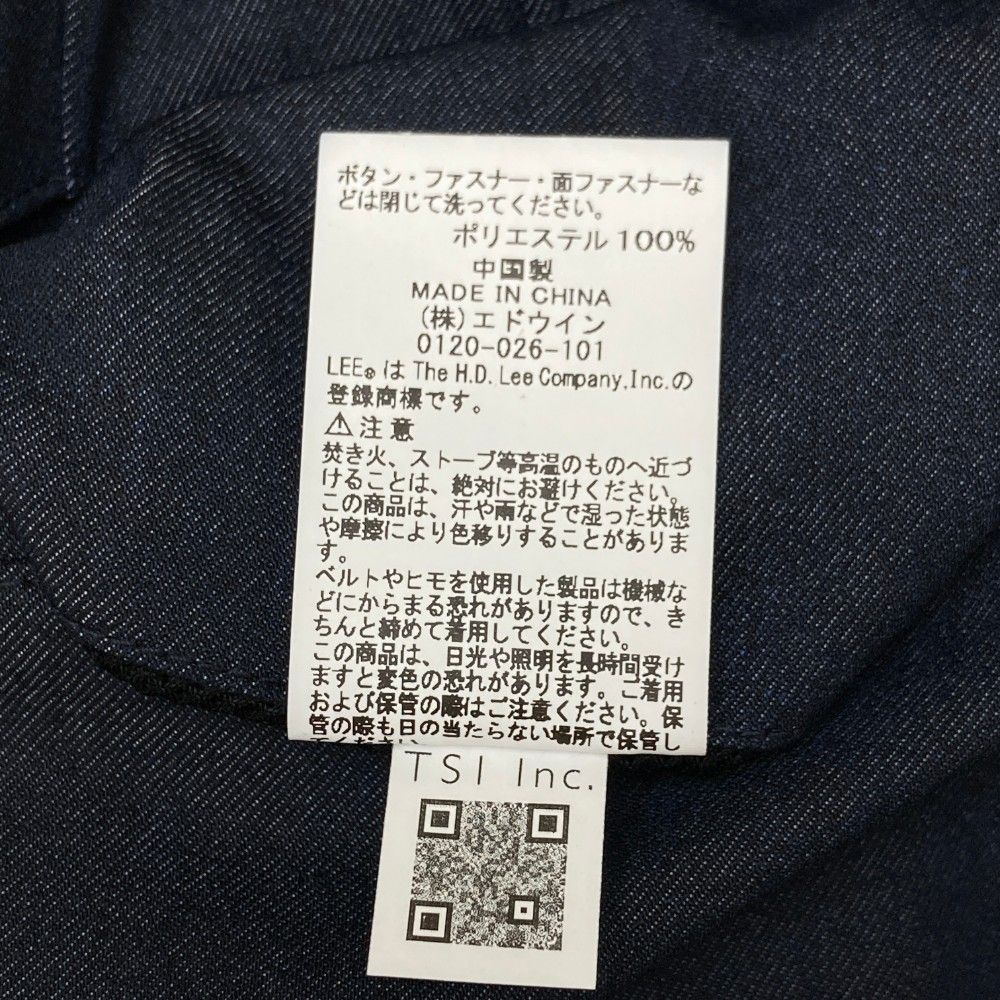 ボタン・ファスナー・面ファスナーな
どは閉じて洗ってください。
ポリエステル 100%
中国製
MADE IN CHINA
(株)エドウイン
0120-026-101
LEE® は The H.D. Lee Company,Inc.の
登録商標です。
⚠注意
焚き火、ストーブ等高温のものへ近づ
けることは、絶対にお避けください。
この商品は、汗や雨などで湿った状態
や摩擦により色移りすることがありま
す。
ベルトやヒモを使用した製品は機械な
どにからまる恐れがありますので、き
ちんと締めて着用してください。
この商品は、日光や照明を長時間受け
ますと変色の恐れがあります。ご着用
および保管の際はご注意ください。保
管の際も日の当たらない場所で保管し
TSI Inc.